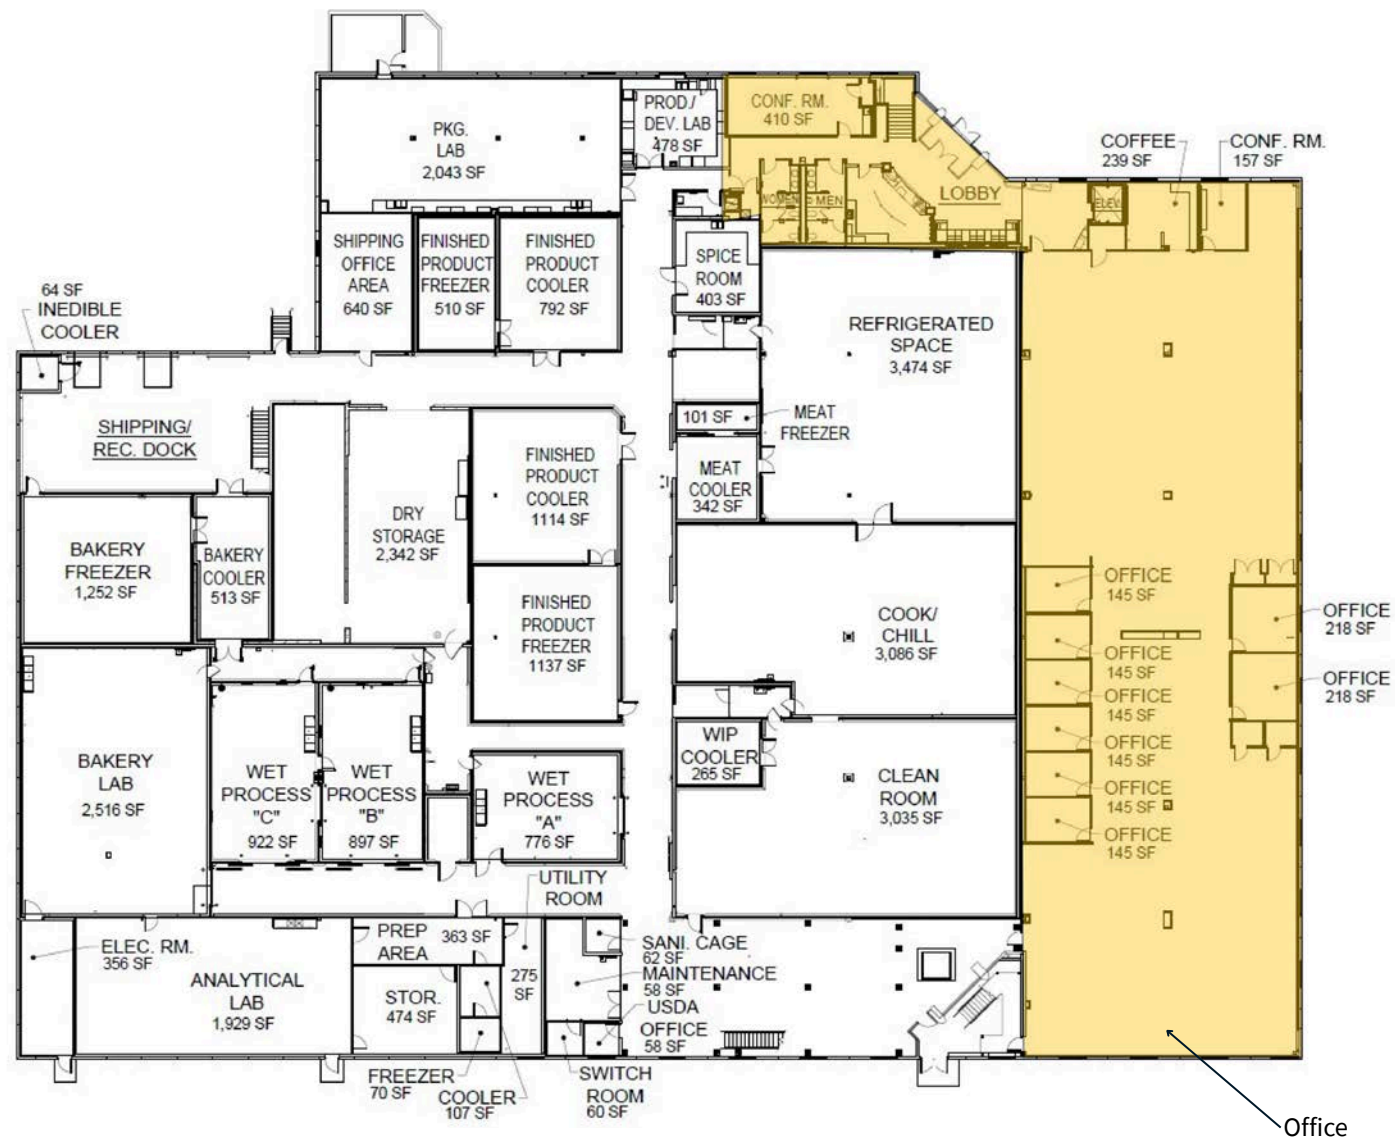 PROD./
DEV. LAB
478 SF
CONF. RM.
410 SF
PKG.
LAB
2,043 SF
COFFEE
239 SF
CONF. RM.
157 SF
WOMEN
MEN
LOBBY
ELEV.
SHIPPING
OFFICE
AREA
640 SF
FINISHED
PRODUCT
FREEZER
510 SF
FINISHED
PRODUCT
COOLER
792 SF
SPICE
ROOM
403 SF
64 SF
INEDIBLE
COOLER
REFRIGERATED
SPACE
3,474 SF
SHIPPING/
REC. DOCK
101 SF
MEAT
FREEZER
MEAT
COOLER
342 SF
FINISHED
PRODUCT
COOLER
1114 SF
DRY
STORAGE
2,342 SF
BAKERY
FREEZER
1,252 SF
BAKERY
COOLER
513 SF
FINISHED
PRODUCT
FREEZER
1137 SF
COOK/
CHILL
3,086 SF
OFFICE
145 SF
OFFICE
145 SF
OFFICE
145 SF
OFFICE
145 SF
OFFICE
145 SF
OFFICE
145 SF
OFFICE
218 SF
OFFICE
218 SF
BAKERY
LAB
2,516 SF
WET
PROCESS
"C"
922 SF
WET
PROCESS
"B"
897 SF
WET
PROCESS
"A"
776 SF
WIP
COOLER
265 SF
CLEAN
ROOM
3,035 SF
UTILITY
ROOM
275
SF
ELEC. RM.
356 SF
ANALYTICAL
LAB
1,929 SF
PREP
AREA
363 SF
STOR.
474 SF
SANI. CAGE
62 SF
MAINTENANCE
58 SF
USDA
OFFICE
58 SF
FREEZER
70 SF
COOLER
107 SF
SWITCH
ROOM
60 SF
Office